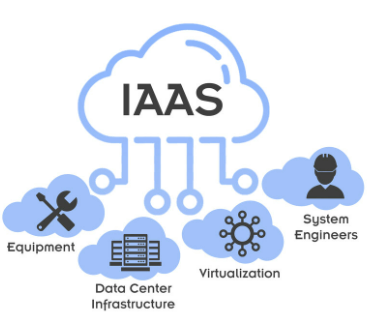 IAAS
Equipment
Data Center
Infrastructure
Virtualization
System
Engineers